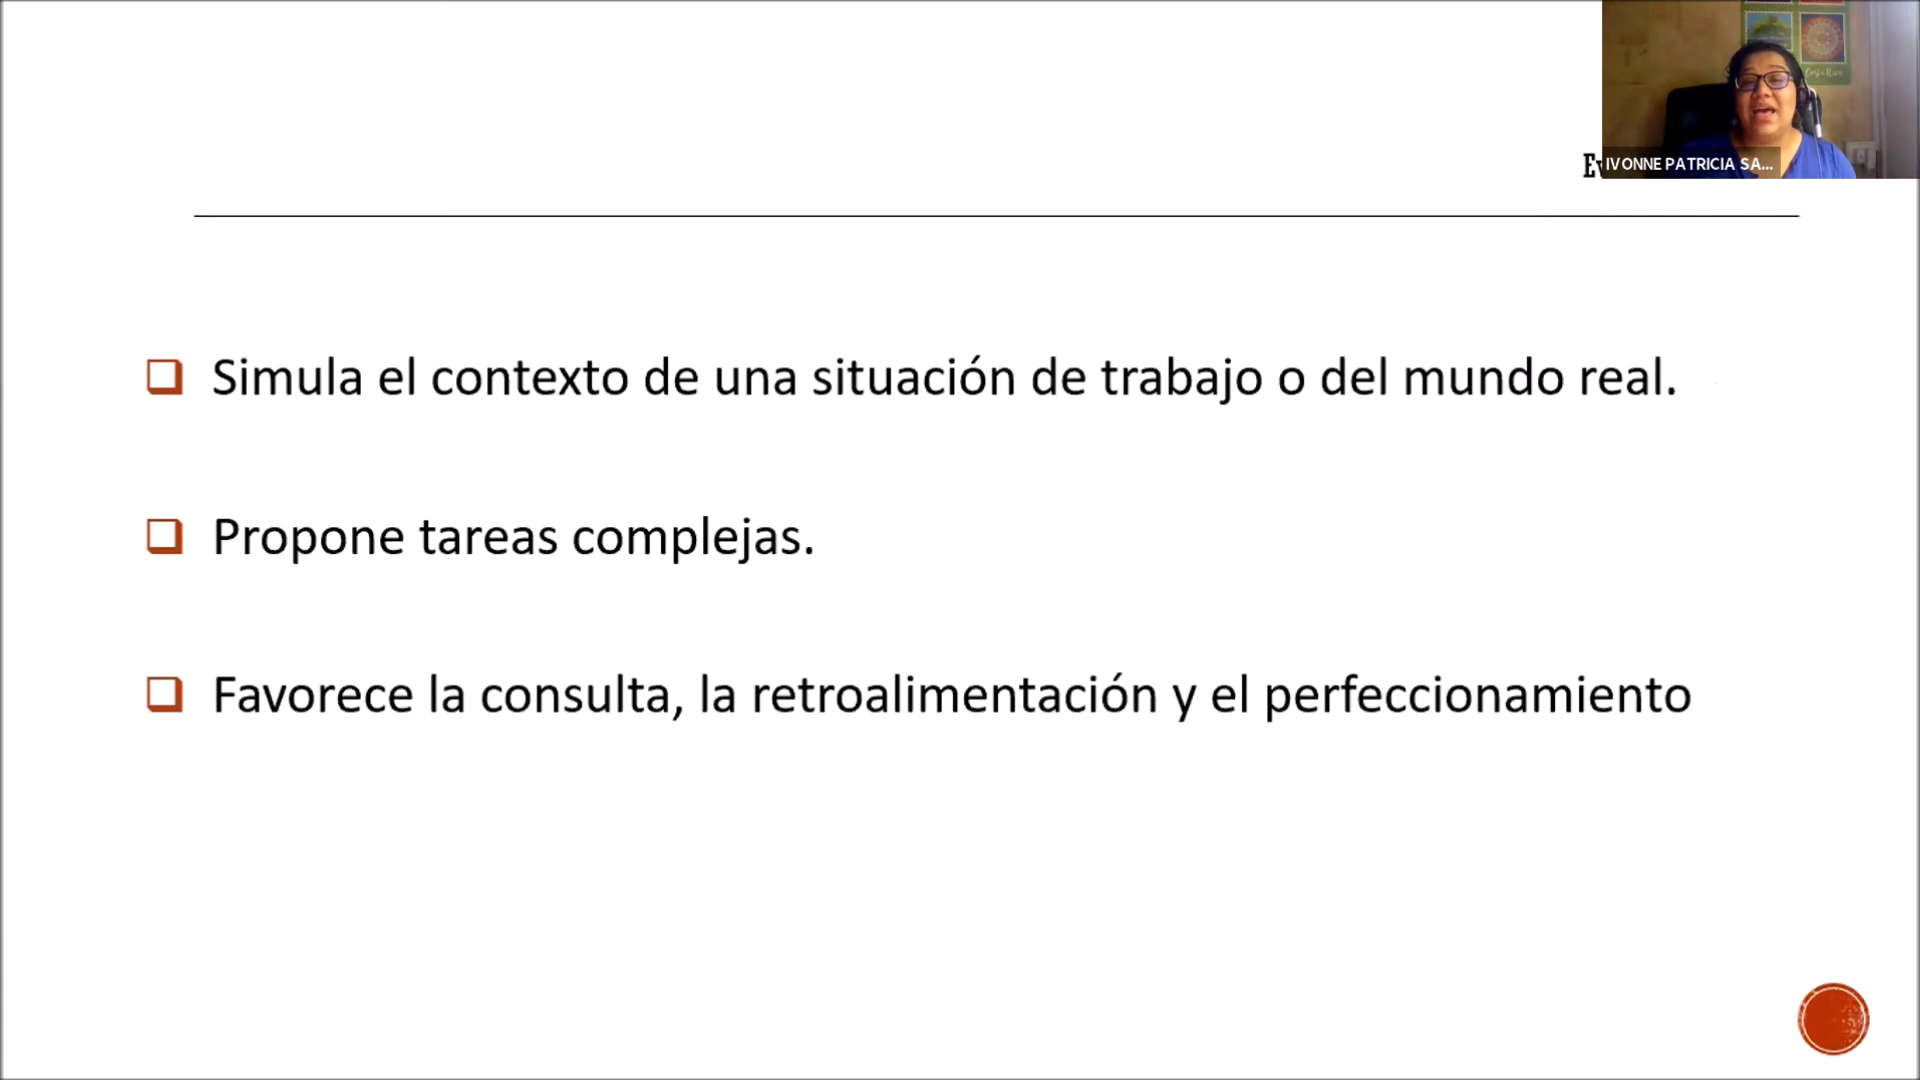 IVONNE PATRICIA SA...
Simula el contexto de una situación de trabajo o del mundo real.
Propone tareas complejas.
Favorece la consulta, la retroalimentación y el perfeccionamiento